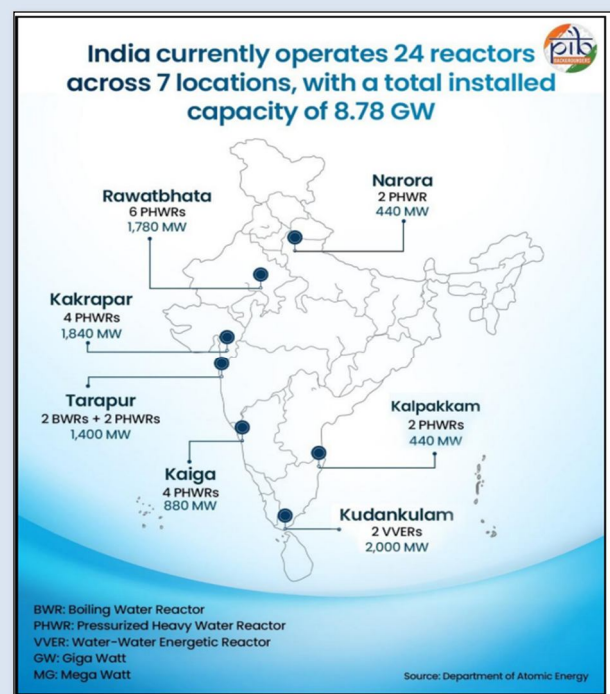 India currently operates 24 reactors
across 7 locations, with a total installed
capacity of 8.78 GW
pib
BACKGROUNDERS
Narora
2 PHWR
440 MW
Rawatbhata
6 PHWRs
1,780 MW
Kakrapar
4 PHWRs
1,840 MW
Tarapur
2 BWRs + 2 PHWRs
1,400 MW
Kalpakkam
2 PHWRs
440 MW
Kaiga
4 PHWRs
880 MW
Kudankulam
2 VVERs
2,000 MW
BWR: Boiling Water Reactor
PHWR: Pressurized Heavy Water Reactor
VVER: Water-Water Energetic Reactor
GW: Giga Watt
MG: Mega Watt
Source: Department of Atomic Energy